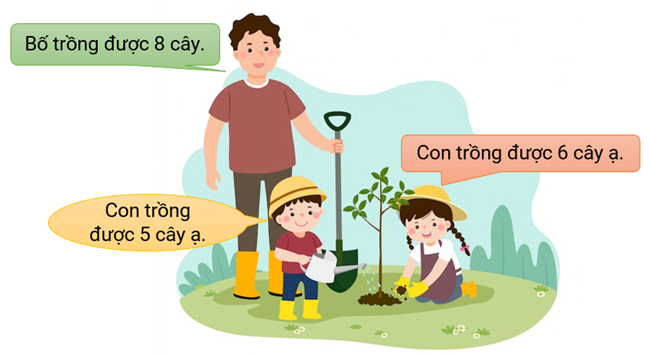 Bố trồng được 8 cây.
Con trồng được 6 cây ạ.
Con trồng
được 5 cây ạ.